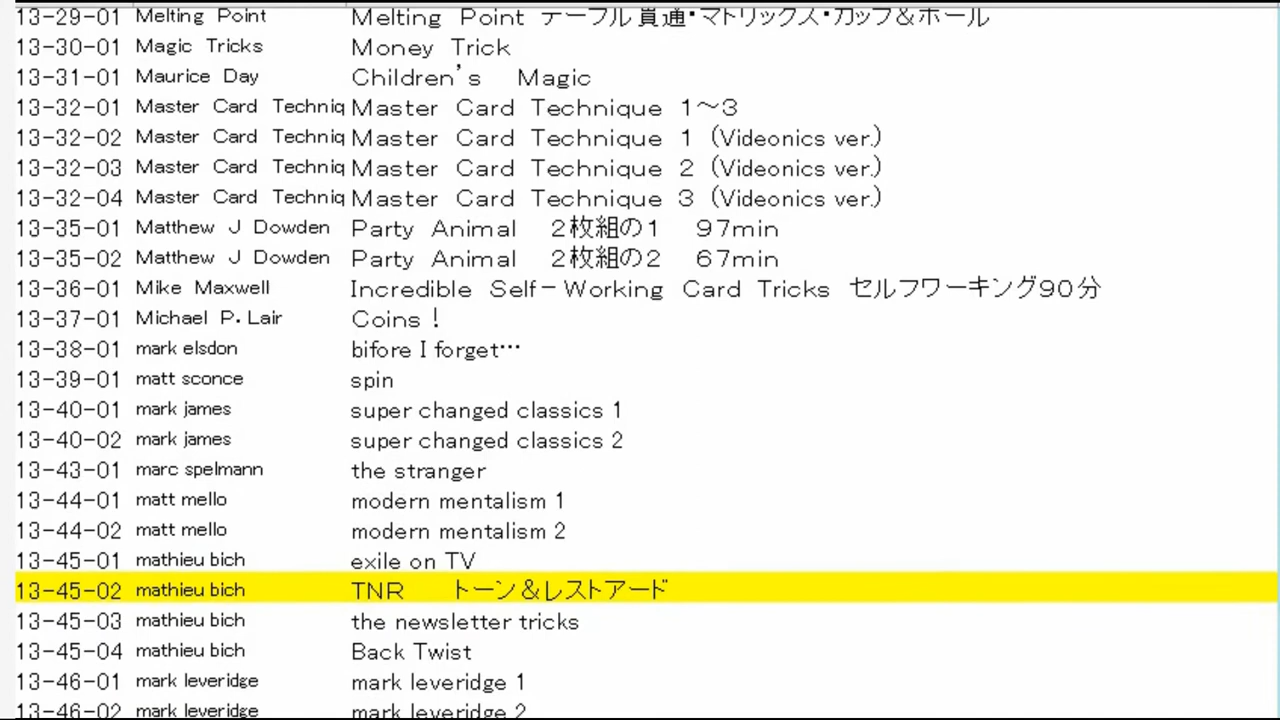 13-29-01 Melting Point Melting Point テーブル貫通・マトリックス・カップ＆ボール
13-30-01 Magic Tricks Money Trick
13-31-01 Maurice Day Children’s Magic
13-32-01 Master Card Techniq Master Card Technique 1～3
13-32-02 Master Card Techniq Master Card Technique 1 (Videonics ver.)
13-32-03 Master Card Techniq Master Card Technique 2 (Videonics ver.)
13-32-04 Master Card Techniq Master Card Technique 3 (Videonics ver.)
13-35-01 Matthew J Dowden Party Animal 2枚組の1 97min
13-35-02 Matthew J Dowden Party Animal 2枚組の2 67min
13-36-01 Mike Maxwell Incredible Self－Working Card Tricks セルフワーキング90分
13-37-01 Michael P.Lair Coins！
13-38-01 mark elsdon bifore I forget…
13-39-01 matt sconce spin
13-40-01 mark james super changed classics 1
13-40-02 mark james super changed classics 2
13-43-01 marc spelmann the stranger
13-44-01 matt mello modern mentalism 1
13-44-02 matt mello modern mentalism 2
13-45-01 mathieu bich exile on TV
13-45-02 mathieu bich TNR トーン＆レストアード
13-45-03 mathieu bich the newsletter tricks
13-45-04 mathieu bich Back Twist
13-46-01 mark leveridge mark leveridge 1
13-46-02 mark leveridge mark leveridge 2